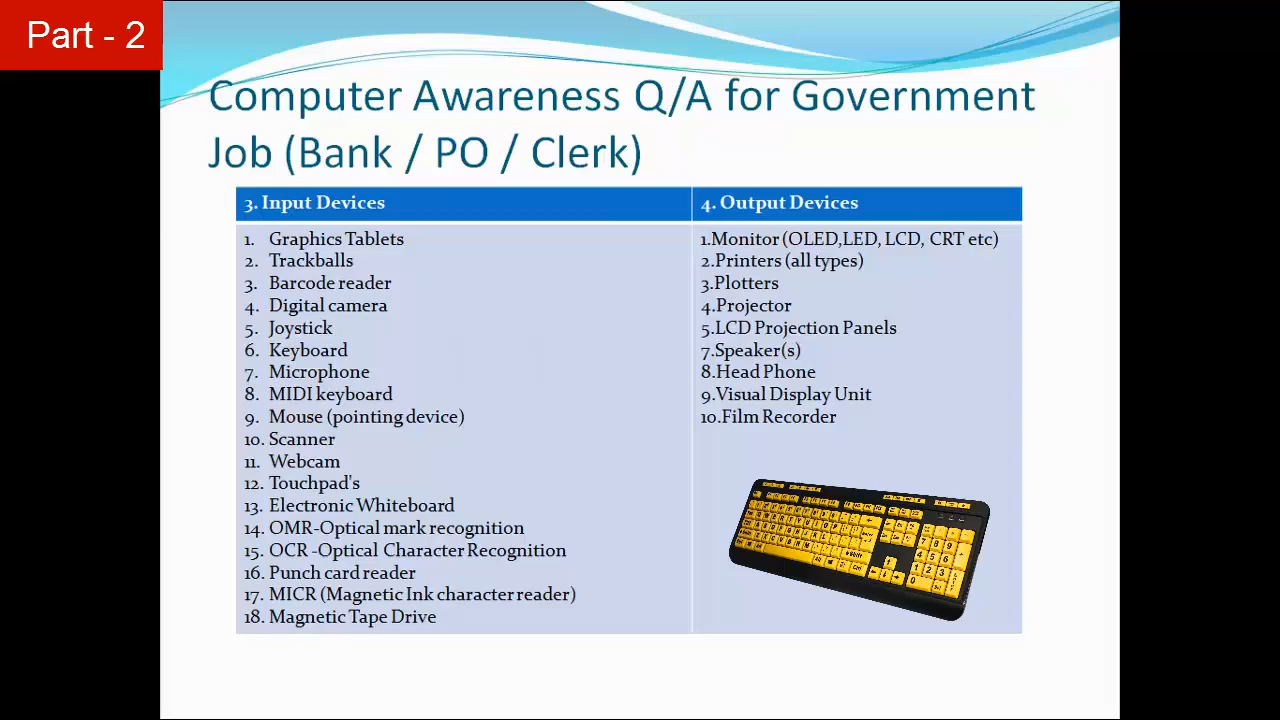 Part - 2
Computer Awareness Q/A for Government
Job (Bank / PO / Clerk)
3. Input Devices
1. Graphics Tablets
2. Trackballs
3. Barcode reader
4. Digital camera
5. Joystick
6. Keyboard
7. Microphone
8. MIDI keyboard
9. Mouse (pointing device)
10. Scanner
11. Webcam
12. Touchpad's
13. Electronic Whiteboard
14. OMR-Optical mark recognition
15. OCR -Optical Character Recognition
16. Punch card reader
17. MICR (Magnetic Ink character reader)
18. Magnetic Tape Drive
4. Output Devices
1.Monitor (OLED,LED, LCD, CRT etc)
2.Printers (all types)
3.Plotters
4.Projector
5.LCD Projection Panels
7.Speaker(s)
8.Head Phone
9.Visual Display Unit
10.Film Recorder